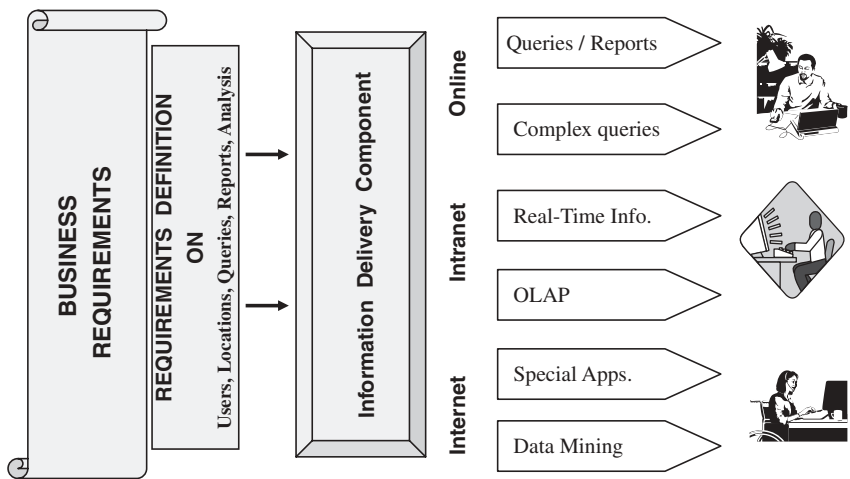 BUSINESS
REQUIREMENTS
REQUIREMENTS DEFINITION
ON
Users, Locations, Queries, Reports, Analysis
Information Delivery Component
Online
Intranet
Internet
Queries / Reports
Complex queries
Real-Time Info.
OLAP
Special Apps.
Data Mining